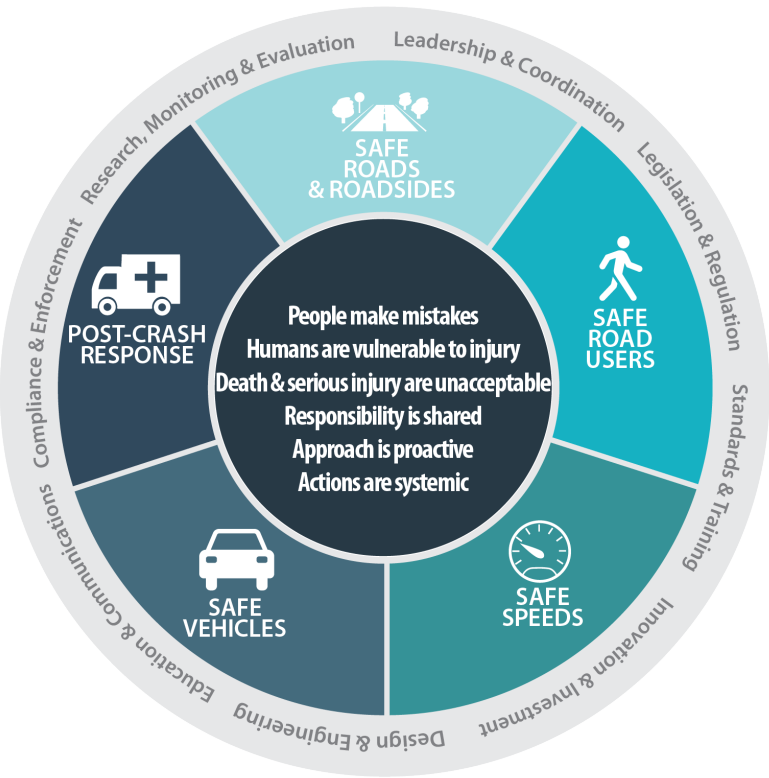 Leadership & Coordination
Legislation & Regulation
Standards & Training
Innovation & Investment
Design & Engineering
Education & Communications
Compliance & Enforcement
Research, Monitoring & Evaluation
SAFE
ROADS
& ROADSIDES
SAFE
ROAD
USERS
SAFE
SPEEDS
SAFE
VEHICLES
POST-CRASH
RESPONSE
People make mistakes
Humans are vulnerable to injury
Death & serious injury are unacceptable
Responsibility is shared
Approach is proactive
Actions are systemic